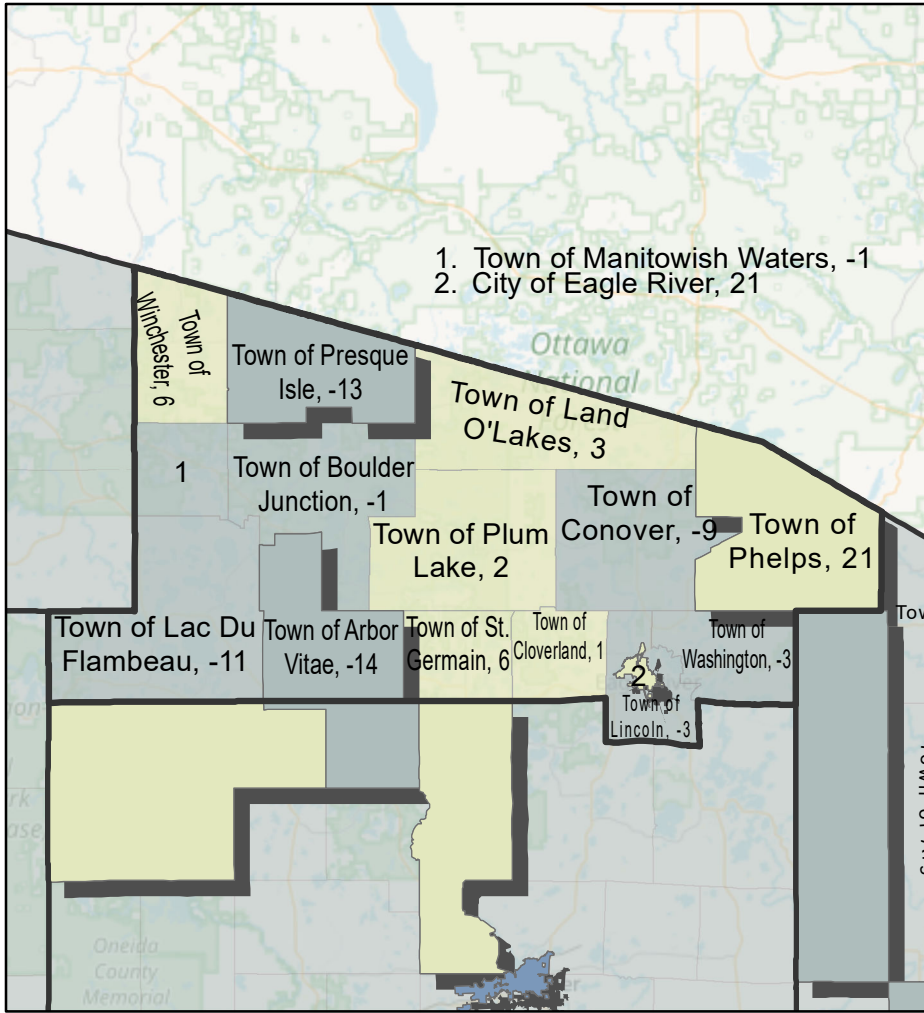 1. Town of Manitowish Waters, -1
2. City of Eagle River, 21
Ottawa
National
Forest
Town of
Winchester, 6
Town of Presque
Isle, -13
Town of Land
O'Lakes, 3
1
Town of Boulder
Junction, -1
Town of
Conover, -9
Town of Plum
Lake, 2
Town of
Phelps, 21
Town of Lac Du
Flambeau, -11
Town of Arbor
Vitae, -14
Town of St.
Germain, 6
Town of
Cloverland, 1
Town of
Washington, -3
2
Town of
Lincoln, -3
Oneida
County
Memorial